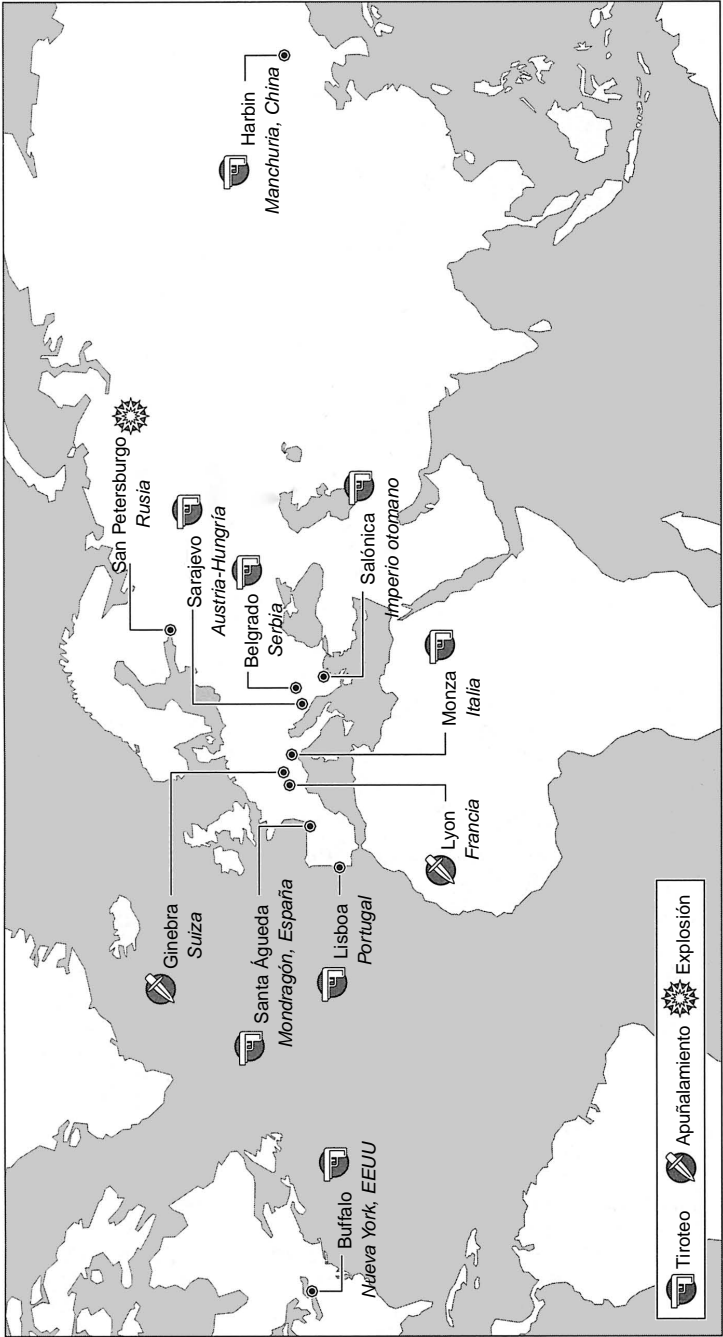 San Petersburgo
Rusia
Harbin
Manchuria, China
Sarajevo
Austria-Hungría
Belgrado
Serbia
Salónica
Imperio otomano
Ginebra
Suiza
Santa Águeda
Mondragón, España
Lisboa
Portugal
Lyon
Francia
Monza
Italia
Buffalo
Nueva York, EEUU
Tiroteo
Apuñalamiento
Explosión